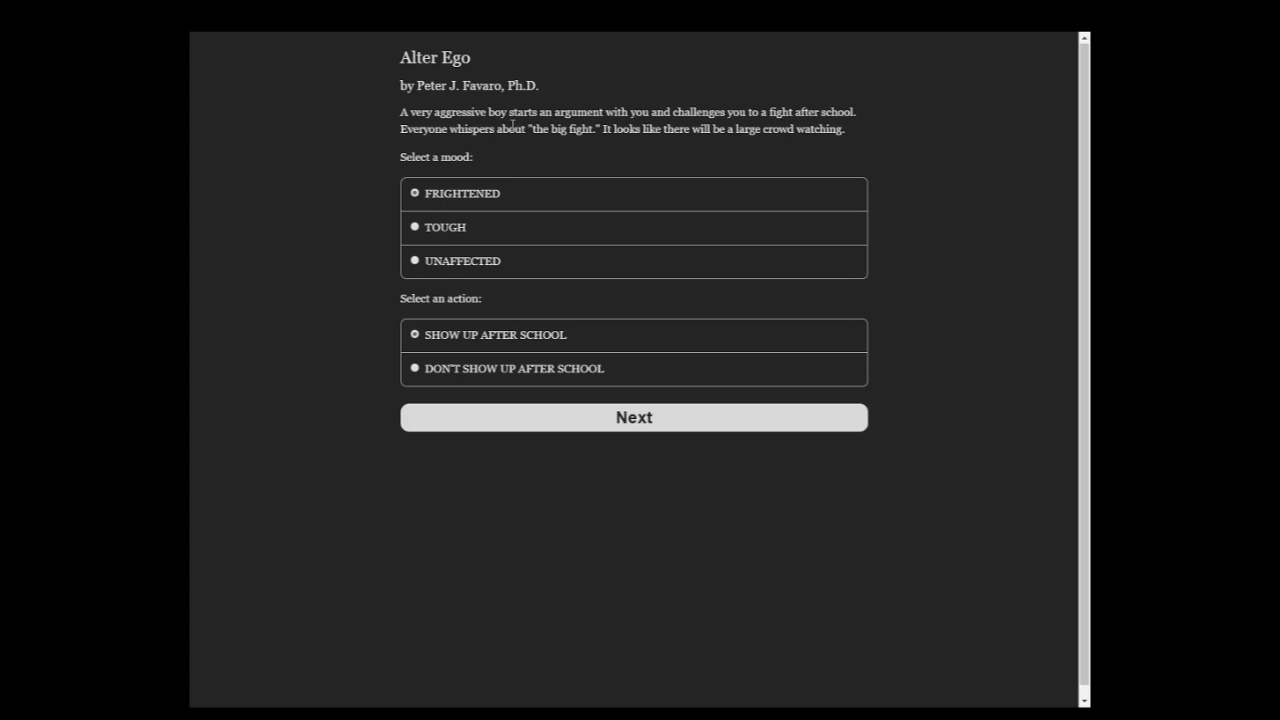 Alter Ego
by Peter J. Favaro, Ph.D.
A very aggressive boy starts an argument with you and challenges you to a fight after school.
Everyone whispers about "the big fight." It looks like there will be a large crowd watching.
Select a mood:
FRIGHTENED
TOUGH
UNAFFECTED
Select an action:
SHOW UP AFTER SCHOOL
DON'T SHOW UP AFTER SCHOOL
Next